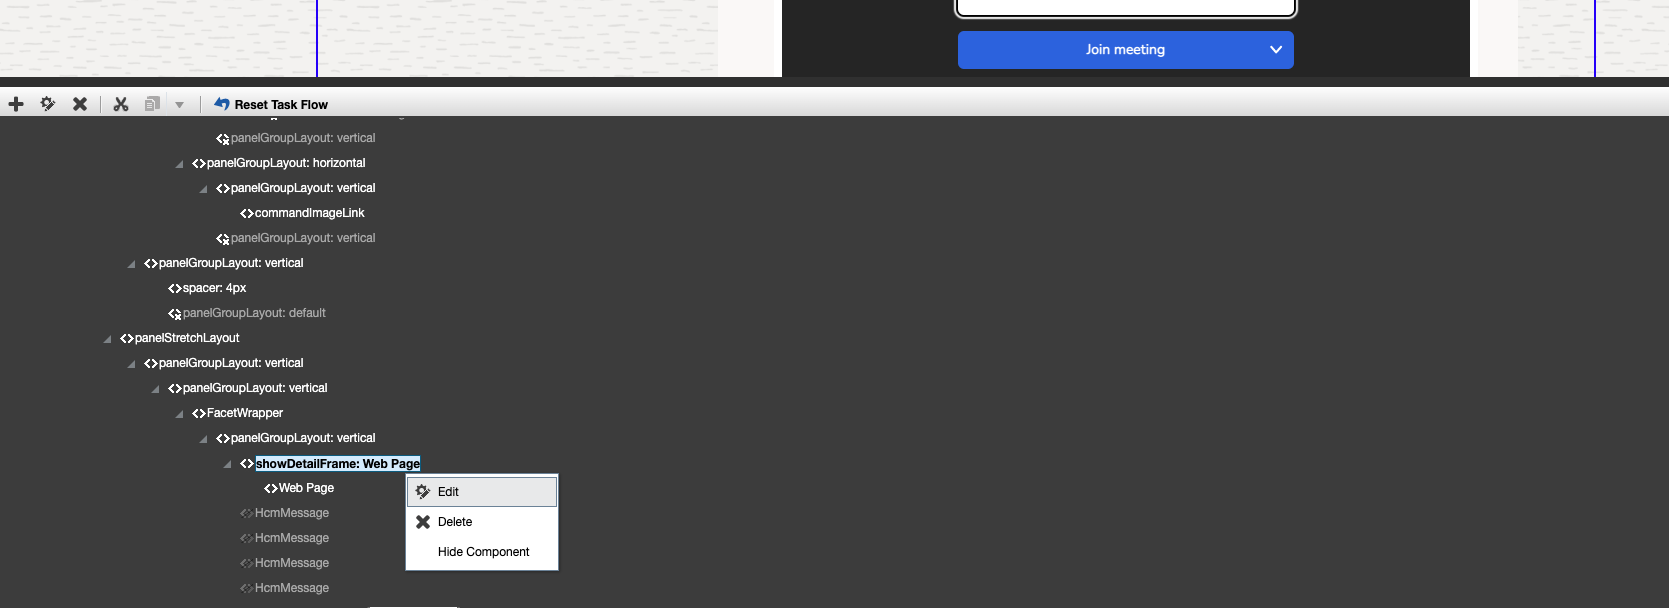 Join meeting
Reset Task Flow
panelGroupLayout: vertical
panelGroupLayout: horizontal
panelGroupLayout: vertical
commandImageLink
panelGroupLayout: vertical
panelGroupLayout: vertical
spacer: 4px
panelGroupLayout: default
panelStretchLayout
panelGroupLayout: vertical
panelGroupLayout: vertical
FacetWrapper
panelGroupLayout: vertical
showDetailFrame: Web Page
Web Page
Edit
HcmMessage
Delete
HcmMessage
Hide Component
HcmMessage
HcmMessage